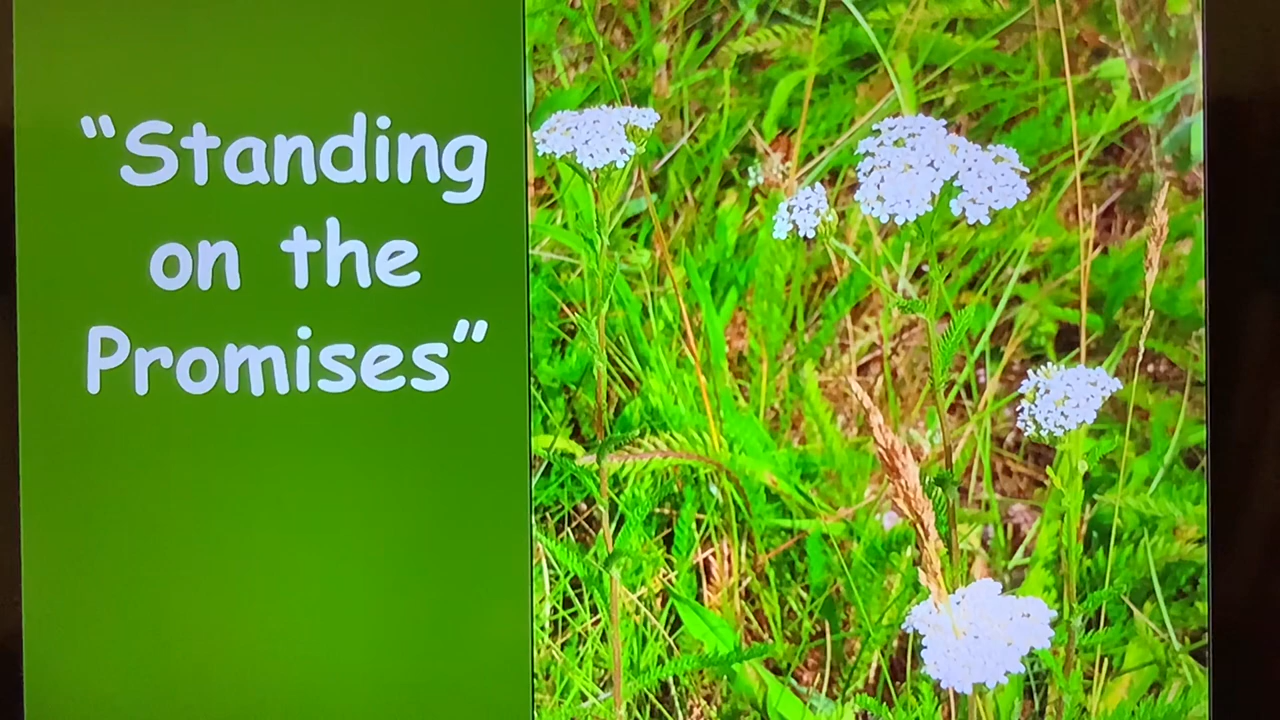 “Standing
on the
Promises”